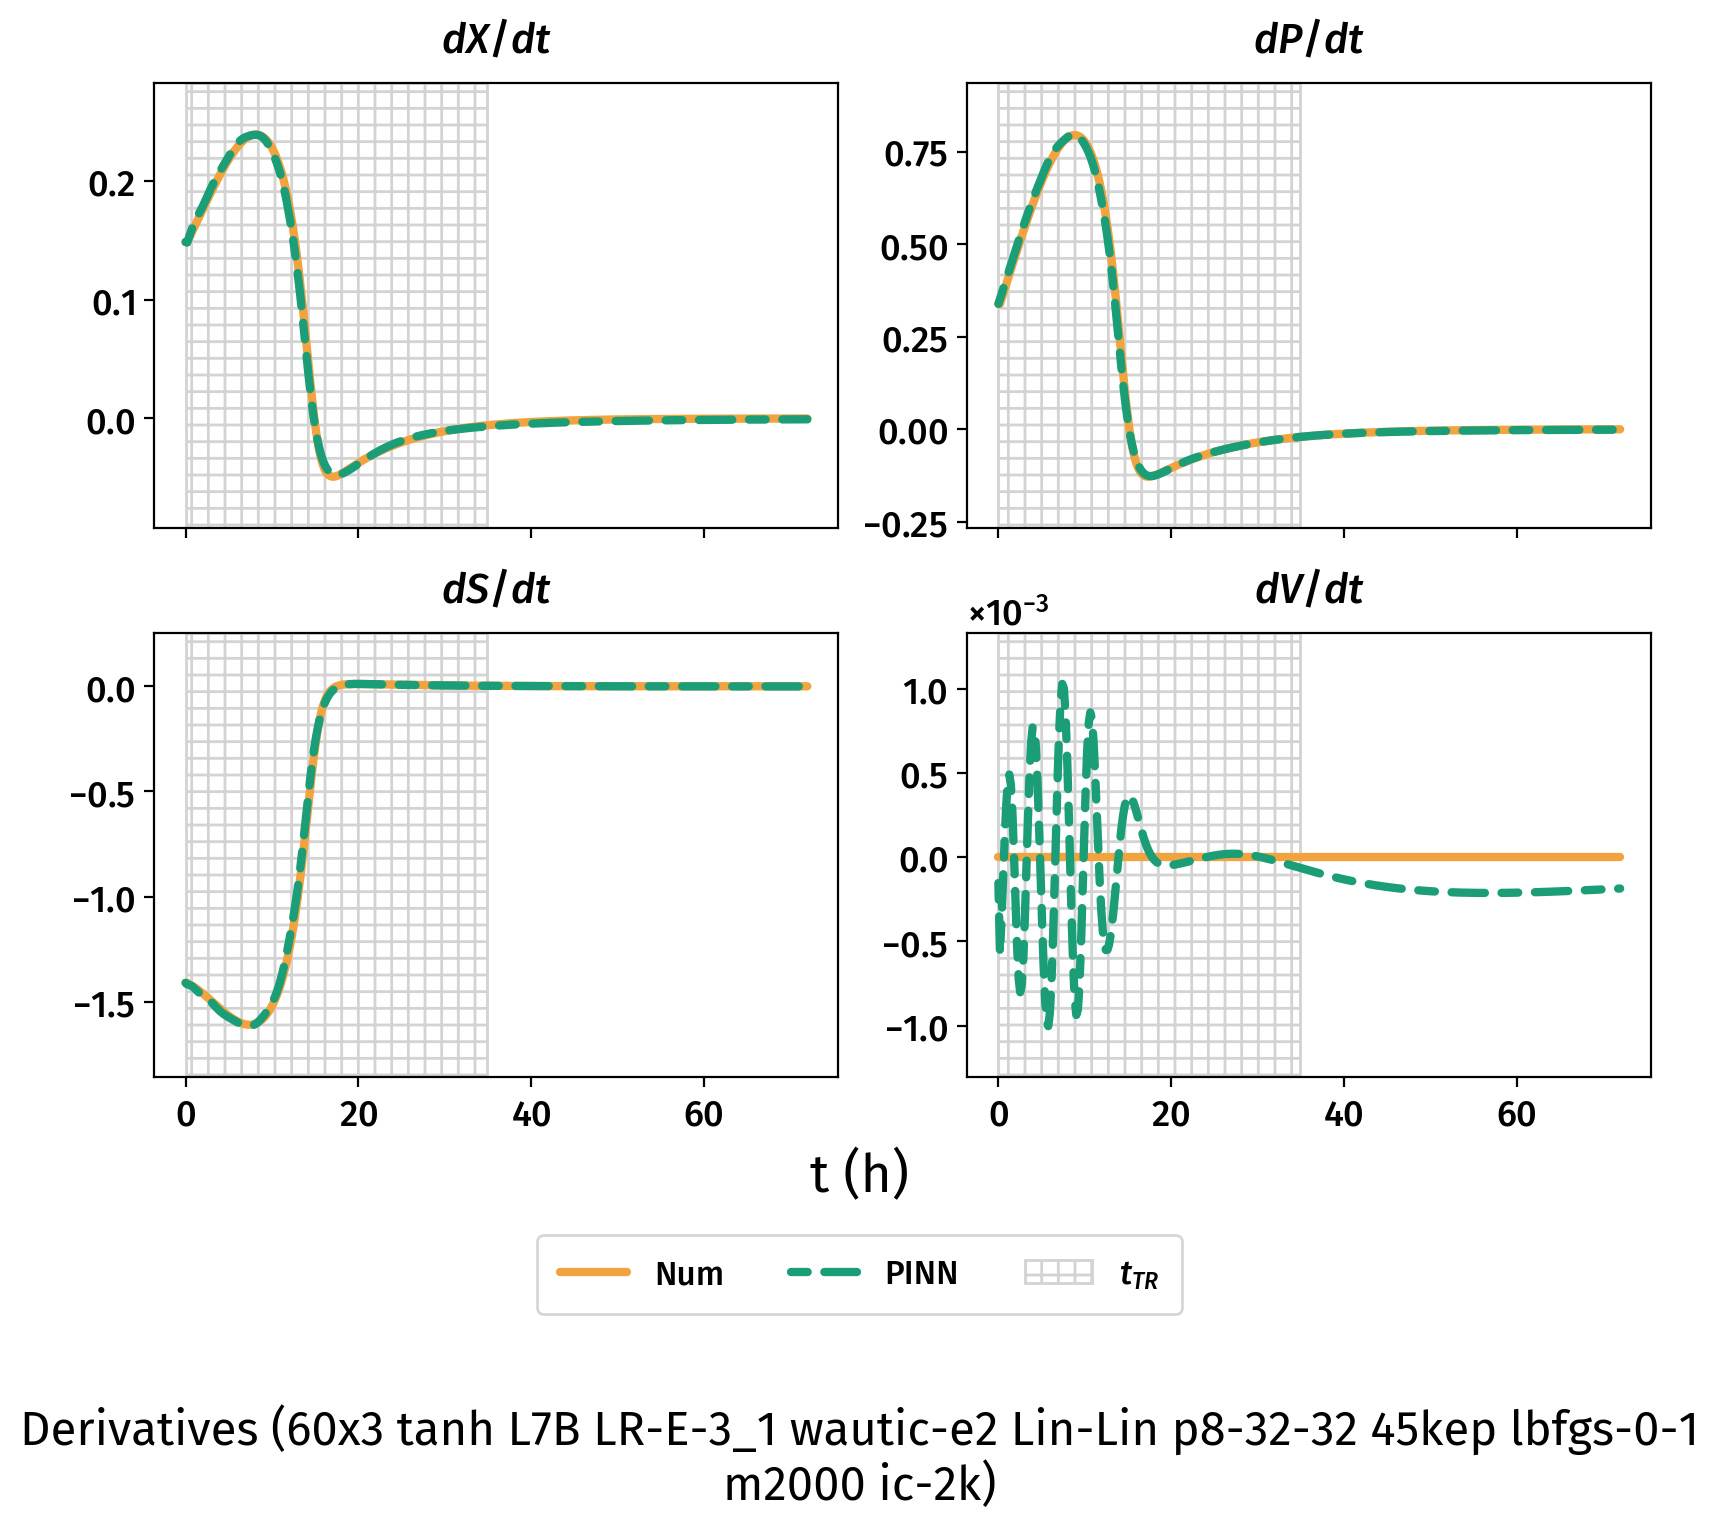 dX/dt
dP/dt
0.2
0.1
0.0
0.75
0.50
0.25
0.00
−0.25
dS/dt
dV/dt
×10⁻³
0.0
−0.5
−1.0
−1.5
1.0
0.5
0.0
−0.5
−1.0
0 20 40 60
0 20 40 60
t (h)
Num PINN t_TR
Derivatives (60x3 tanh L7B LR-E-3_1 wautic-e2 Lin-Lin p8-32-32 45kep lbfgs-0-1
m2000 ic-2k)